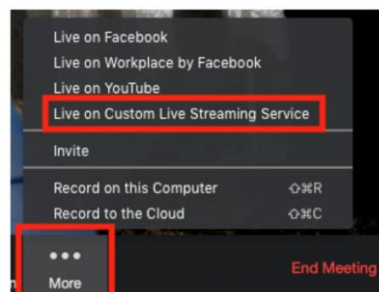 Live on Facebook
Live on Workplace by Facebook
Live on YouTube
Live on Custom Live Streaming Service
Invite
Record on this Computer ⇧⌘R
Record to the Cloud ⇧⌘C
More
End Meeting